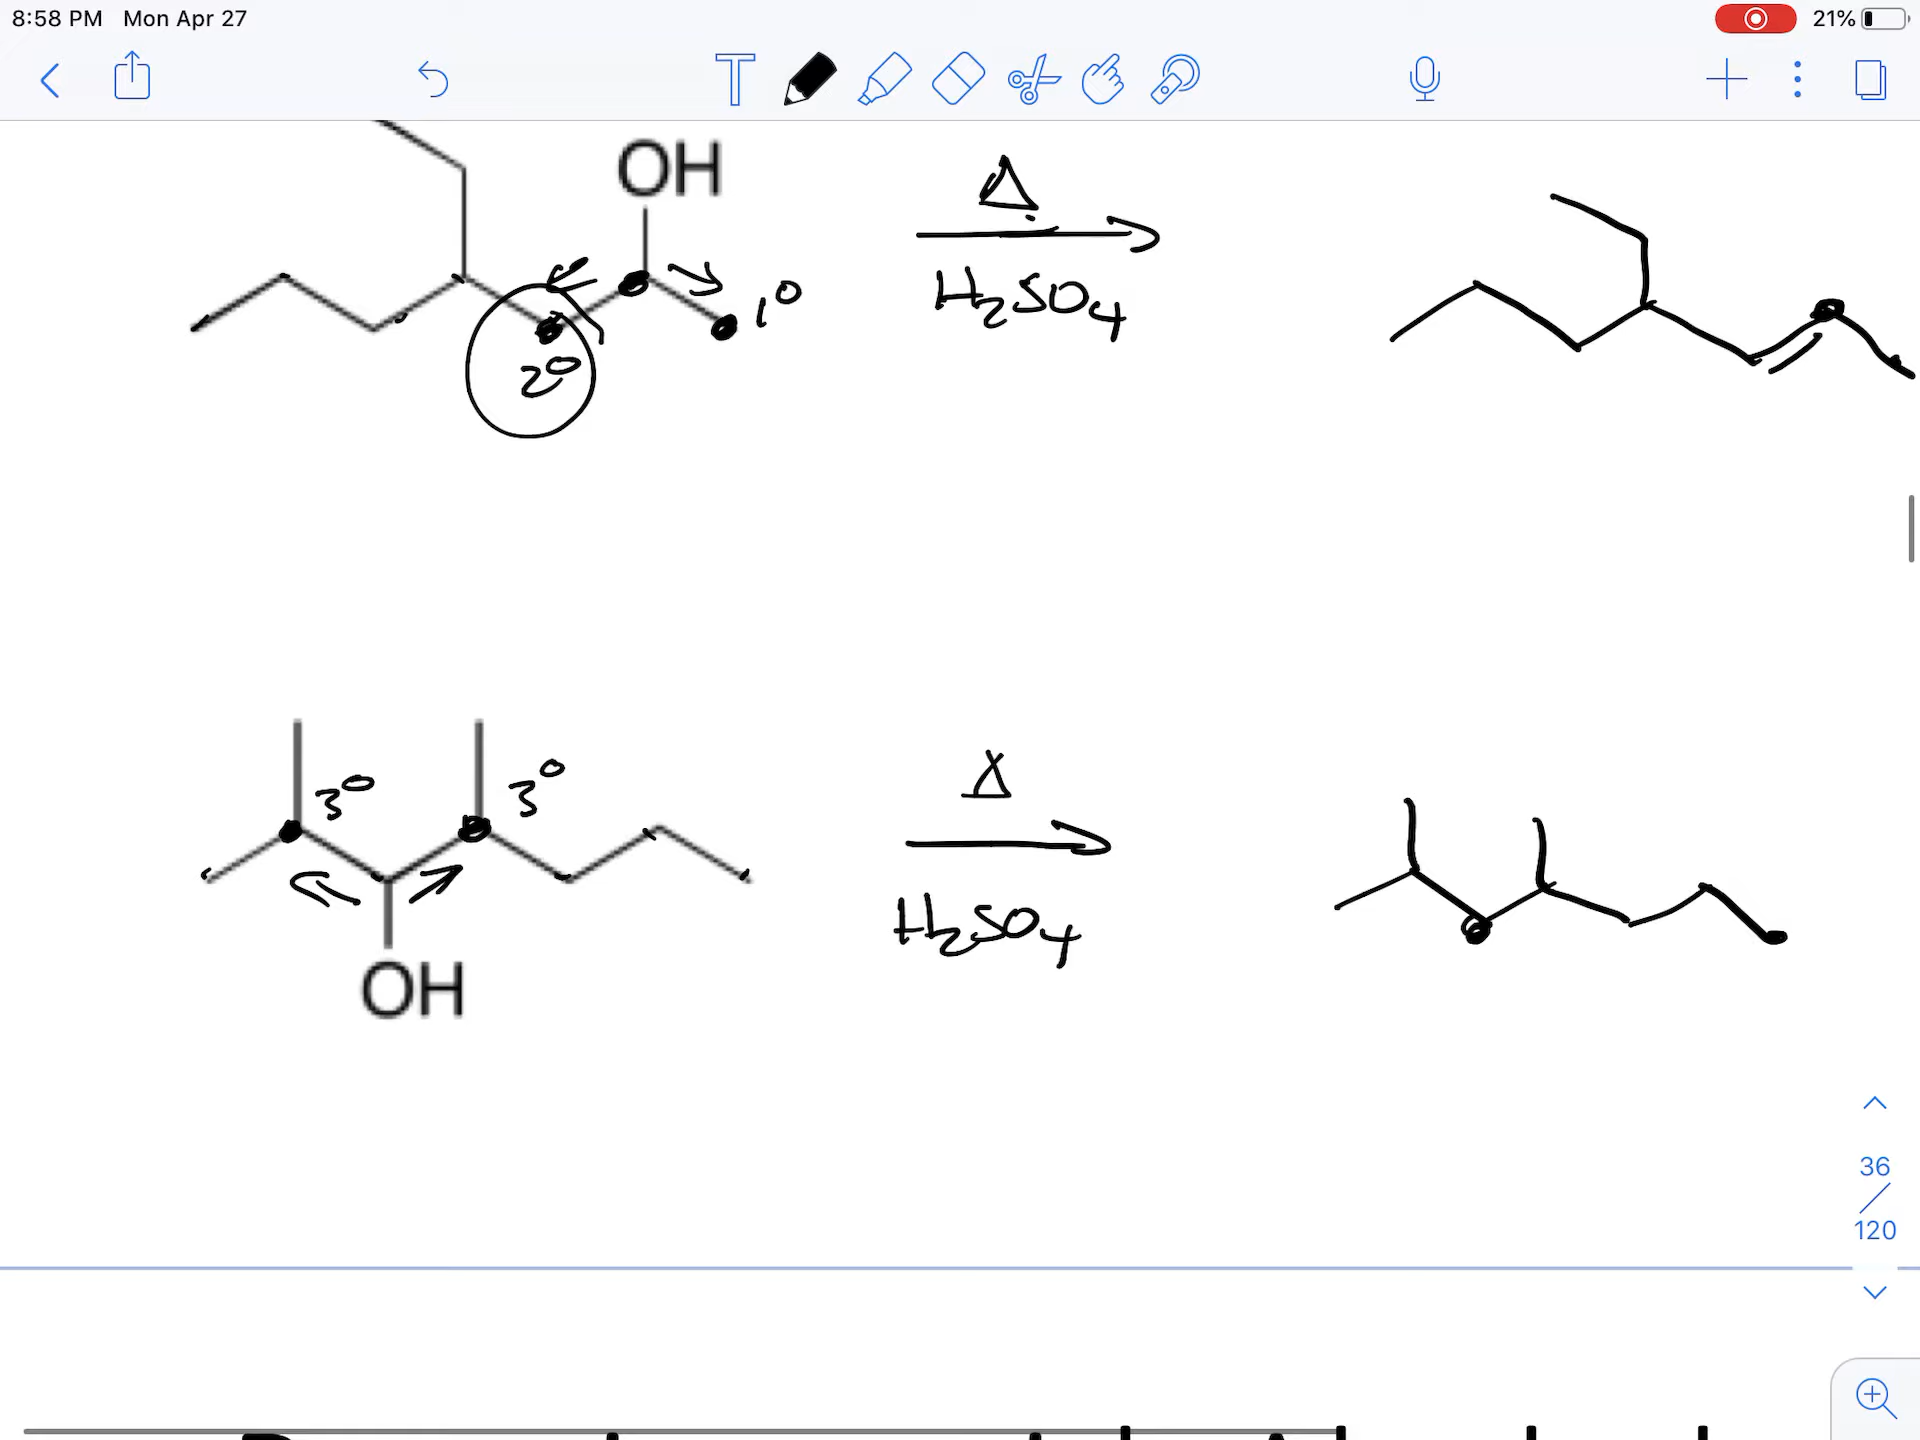 8:58 PM Mon Apr 27
21%
T
OH
Δ
H₂SO₄
1°
2°
3°
3°
Δ
H₂SO₄
OH
36
/
120